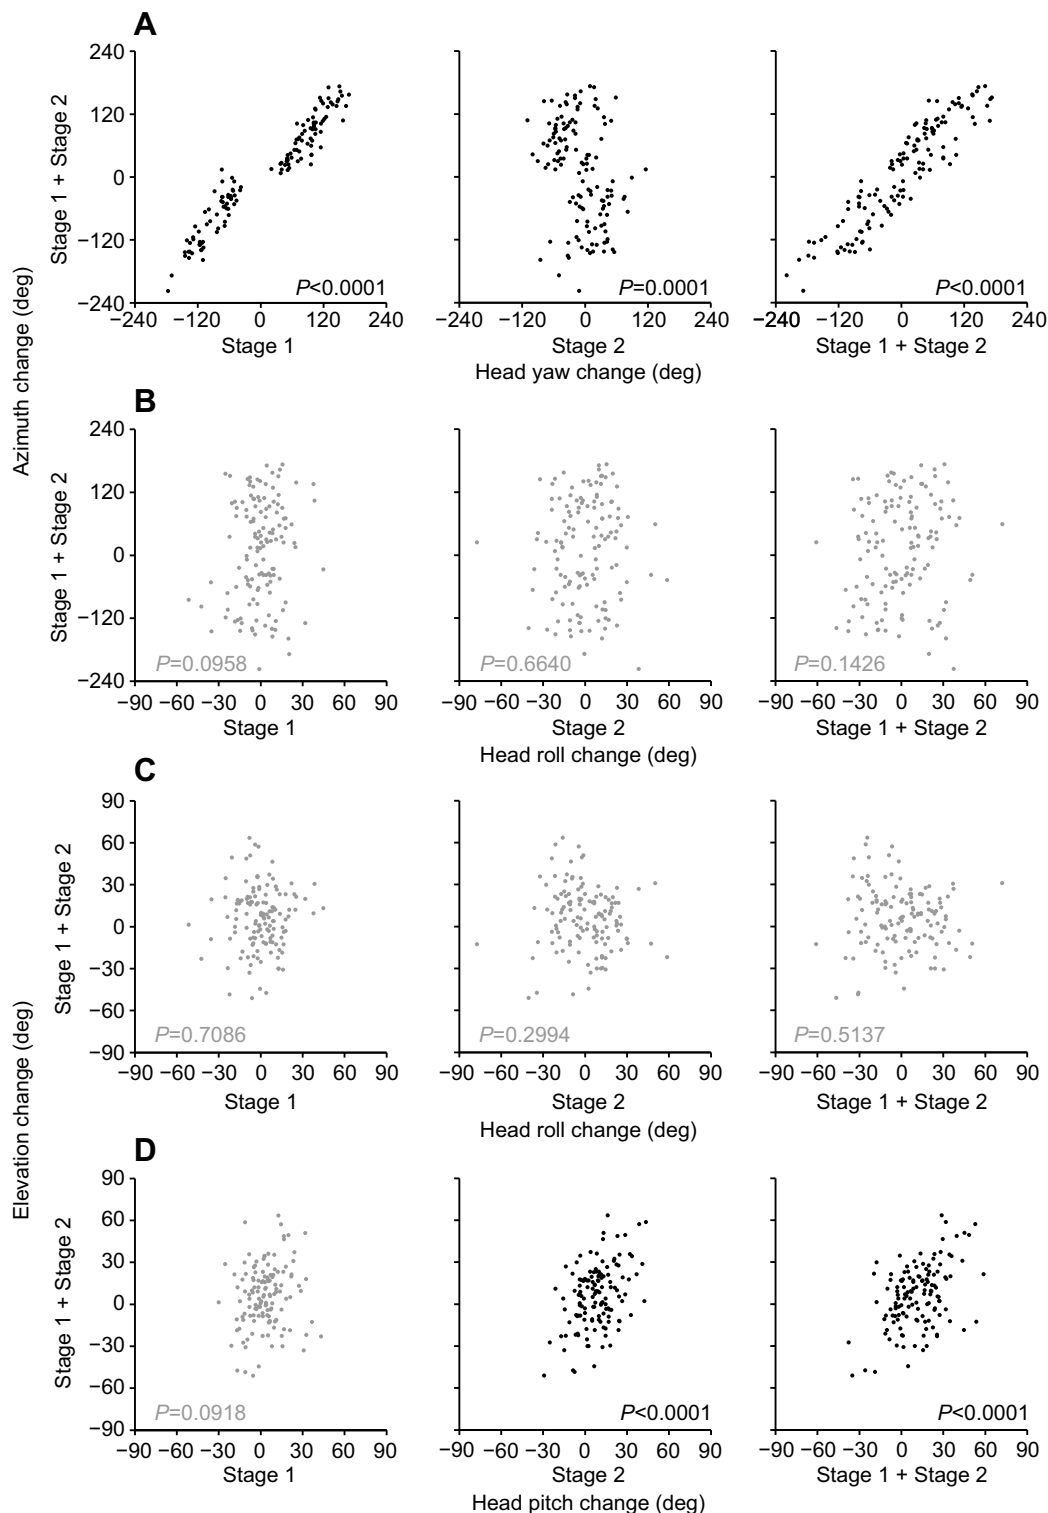 A
Azimuth change (deg)
Stage 1 + Stage 2
240
120
0
−120
−240
P<0.0001
P=0.0001
P<0.0001
−240 −120 0 120 240
−240 −120 0 120 240
−240 −120 0 120 240
Stage 1
Stage 2
Stage 1 + Stage 2
Head yaw change (deg)
B
Stage 1 + Stage 2
240
120
0
−120
−240
P=0.0958
P=0.6640
P=0.1426
−90 −60 −30 0 30 60 90
−90 −60 −30 0 30 60 90
−90 −60 −30 0 30 60 90
Stage 1
Stage 2
Stage 1 + Stage 2
Head roll change (deg)
C
Elevation change (deg)
Stage 1 + Stage 2
90
60
30
0
−30
−60
−90
P=0.7086
P=0.2994
P=0.5137
−90 −60 −30 0 30 60 90
−90 −60 −30 0 30 60 90
−90 −60 −30 0 30 60 90
Stage 1
Stage 2
Stage 1 + Stage 2
Head roll change (deg)
D
Stage 1 + Stage 2
90
60
30
0
−30
−60
−90
P=0.0918
P<0.0001
P<0.0001
−90 −60 −30 0 30 60 90
−90 −60 −30 0 30 60 90
−90 −60 −30 0 30 60 90
Stage 1
Stage 2
Stage 1 + Stage 2
Head pitch change (deg)